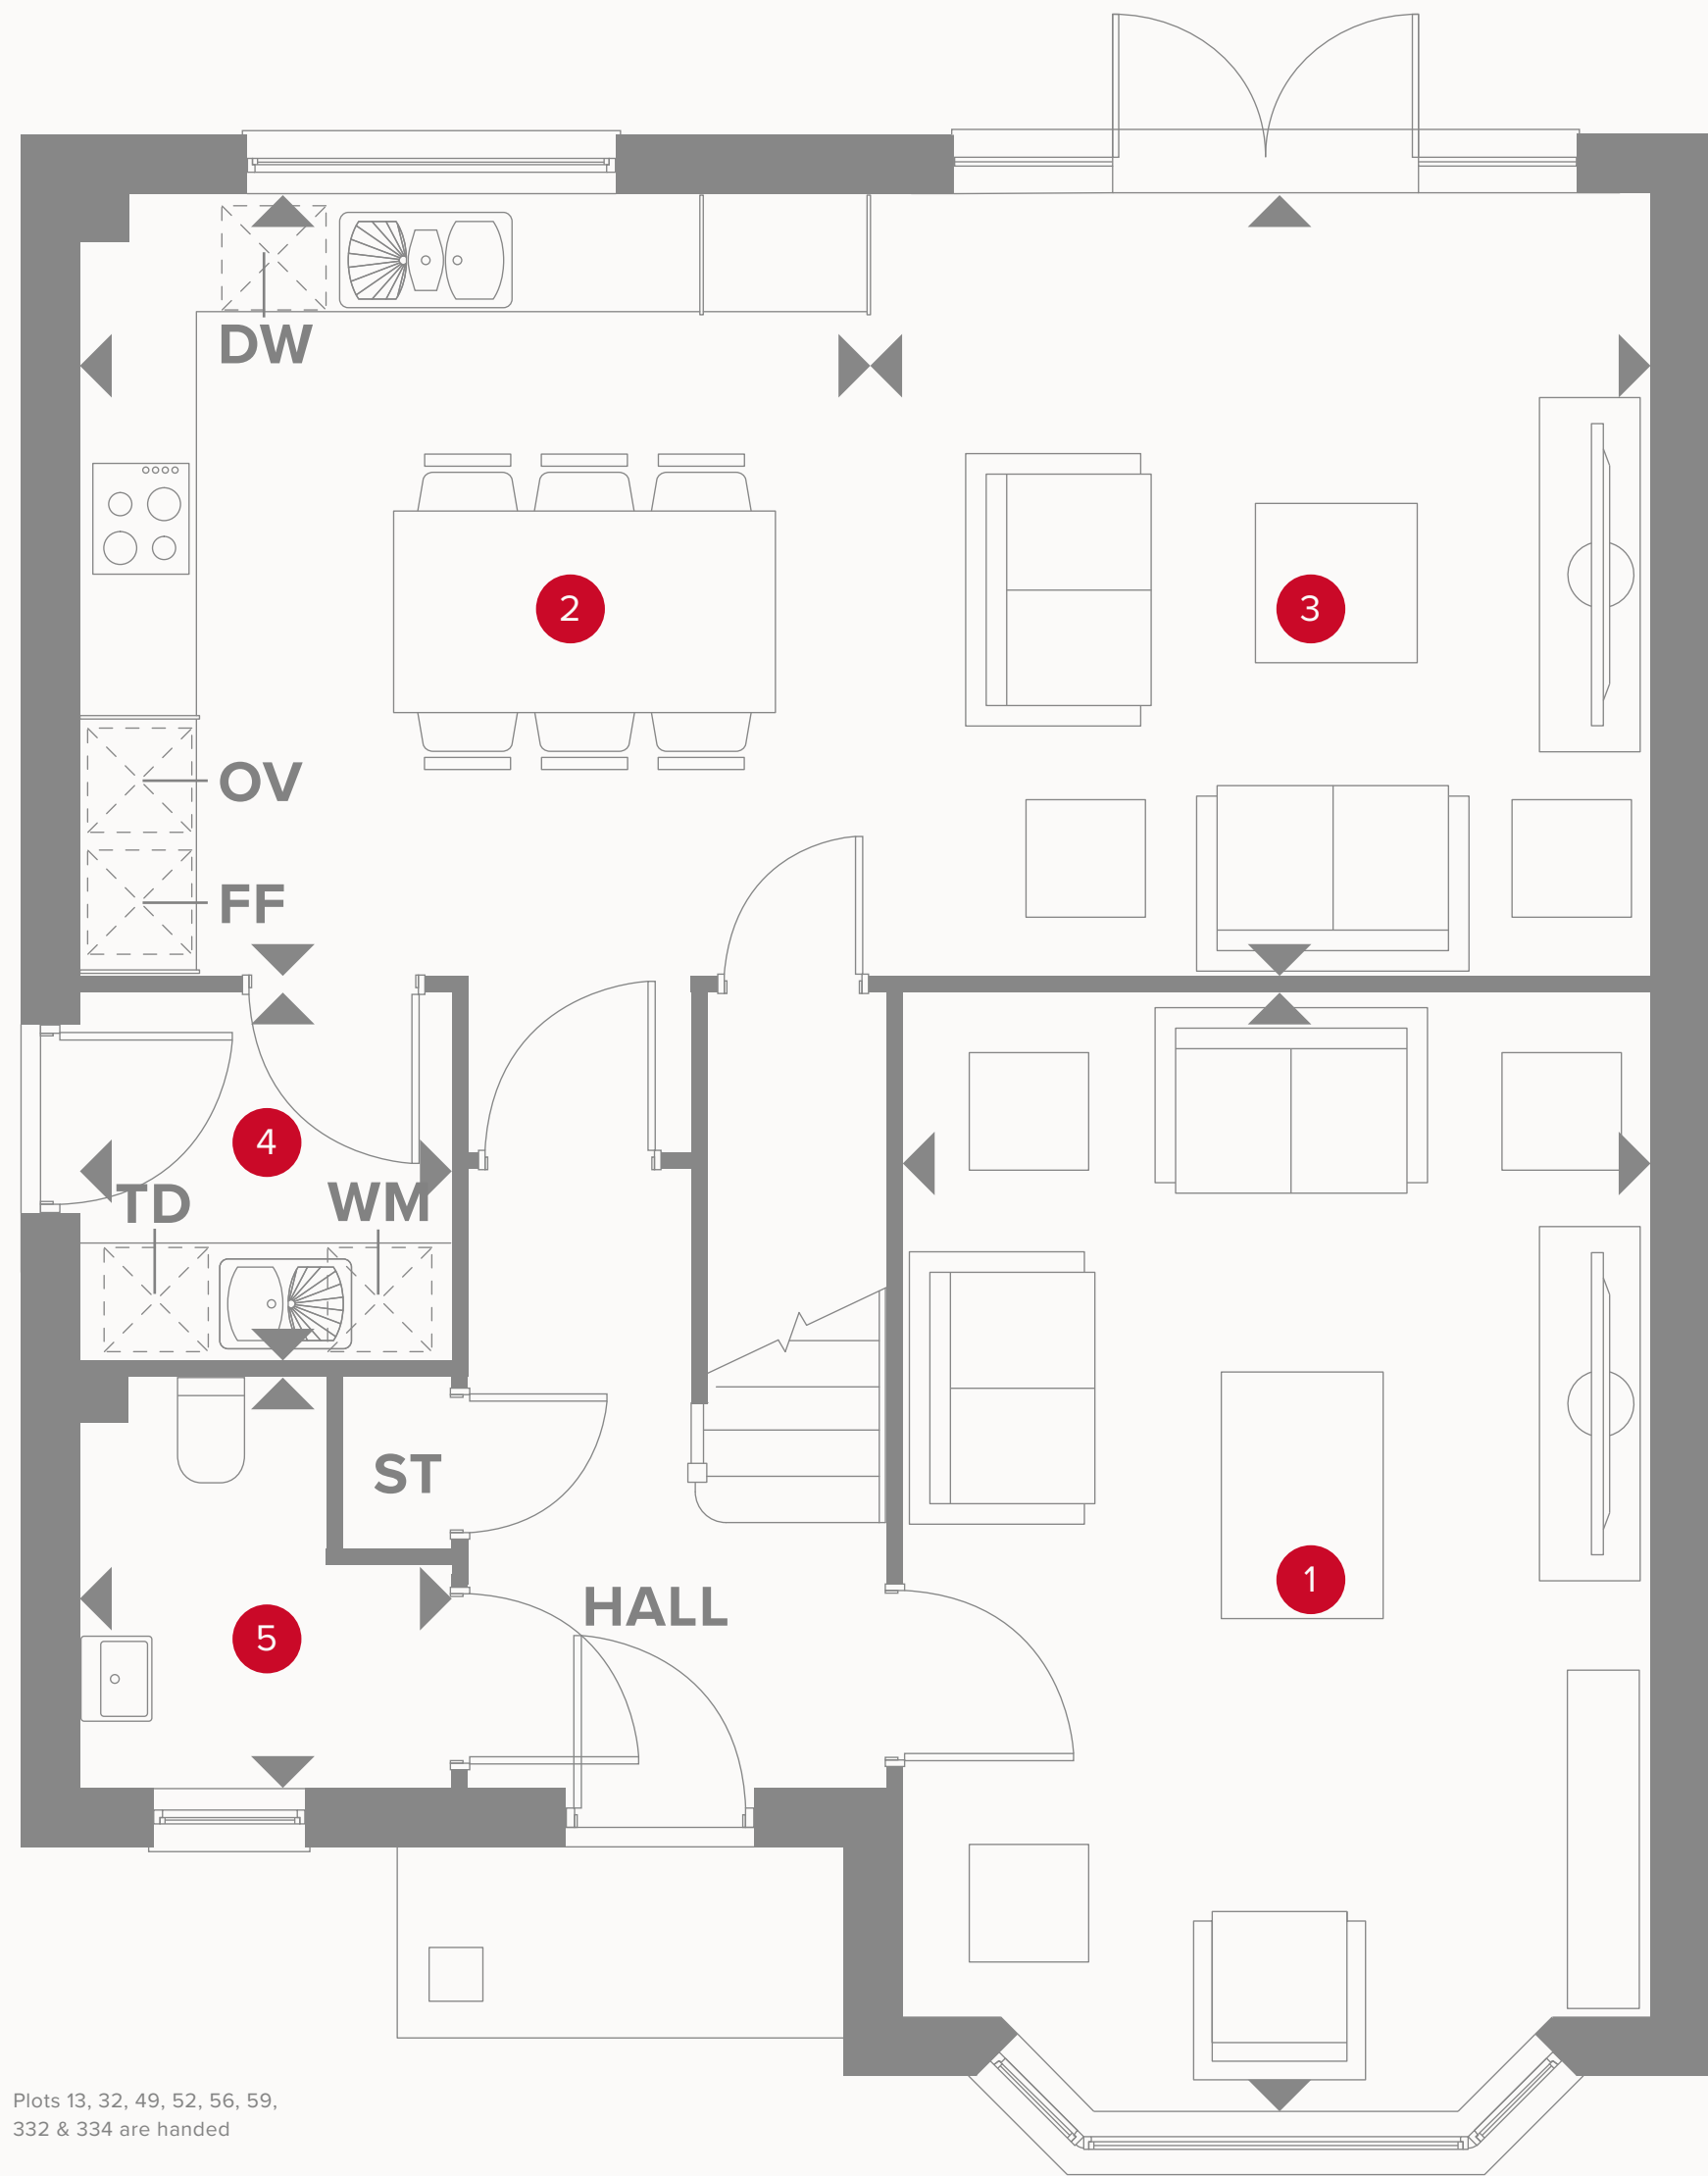 DW
2
3
OV
FF
4
TD
WM
ST
HALL
1
5
Plots 13, 32, 49, 52, 56, 59,
332 & 334 are handed